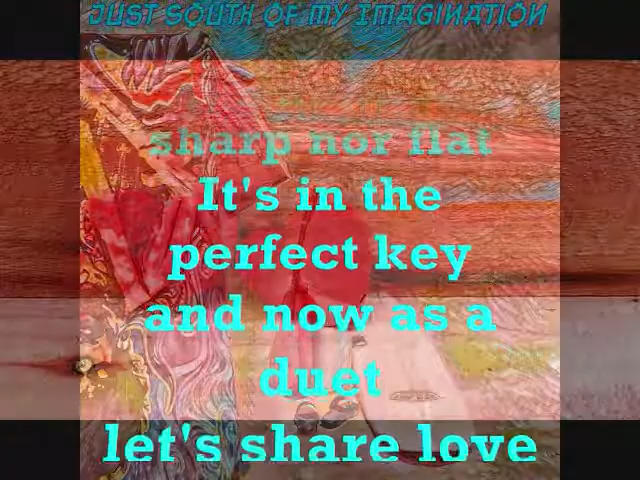 JUST SOUTH OF MY IMAGINATION
sharp nor flat
It's in the
perfect key
and now as a
duet
let's share love